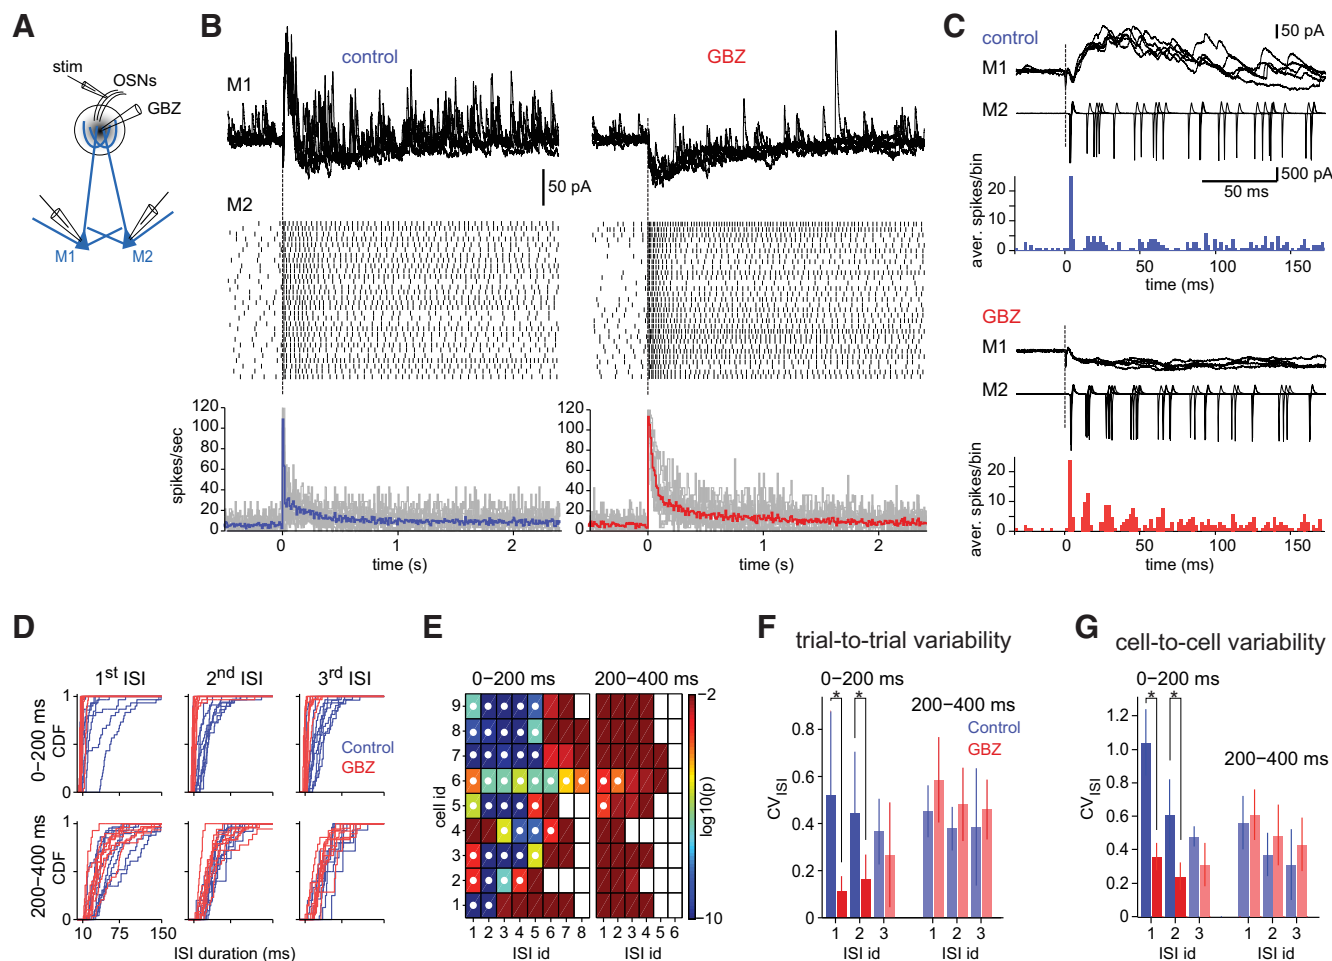 A
stim
OSNs
GBZ
M1
M2
B
control
GBZ
M1
50 pA
M2
spikes/sec
120
100
80
60
40
20
0
0
1
2
time (s)
120
100
80
60
40
20
0
0
1
2
time (s)
C
control
50 pA
M1
M2
500 pA
50 ms
aver. spikes/bin
20
10
0
0
50
100
150
time (ms)
GBZ
M1
M2
aver. spikes/bin
20
10
0
0
50
100
150
time (ms)
D
1st ISI
2nd ISI
3rd ISI
0−200 ms
CDF
1
0
Control
GBZ
200−400 ms
CDF
1
0
10
75
150
ISI duration (ms)
E
0−200 ms
200−400 ms
cell id
9
8
7
6
5
4
3
2
1
1 2 3 4 5 6 7 8
ISI id
1 2 3 4 5 6
ISI id
−2
log10(p)
−10
F
trial-to-trial variability
0−200 ms
200−400 ms
Control
GBZ
* *
CVISI
0.8
0.6
0.4
0.2
0
1 2 3
ISI id
1 2 3
ISI id
G
cell-to-cell variability
0−200 ms
200−400 ms
* *
CVISI
1.2
1.0
0.8
0.6
0.4
0.2
0
1 2 3
ISI id
1 2 3
ISI id